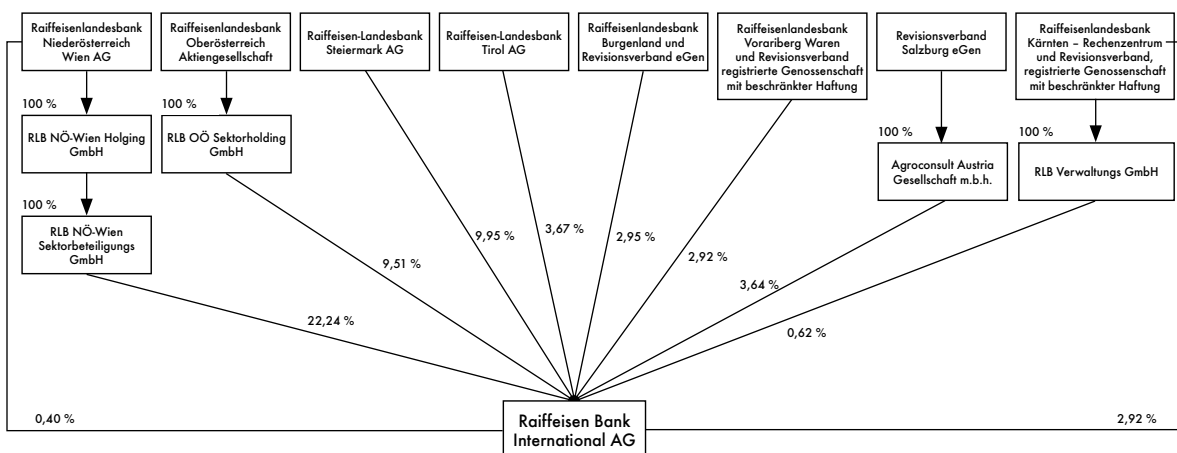 Raiffeisenlandesbank
Niederösterreich
Wien AG
Raiffeisenlandesbank
Oberösterreich
Aktiengesellschaft
Raiffeisen-Landesbank
Steiermark AG
Raiffeisen-Landesbank
Tirol AG
Raiffeisenlandesbank
Burgenland und
Revisionsverband eGen
Raiffeisenlandesbank
Vorariberg Waren
und Revisionsverband
registrierte Genossenschaft
mit beschränkter Haftung
Revisionsverband
Salzburg eGen
Raiffeisenlandesbank
Kärnten – Rechenzentrum
und Revisionsverband,
registrierte Genossenschaft
mit beschränkter Haftung
100 %
100 %
100 %
100 %
RLB NÖ-Wien Holging
GmbH
RLB OÖ Sektorholding
GmbH
Agroconsult Austria
Gesellschaft m.b.h.
RLB Verwaltungs GmbH
100 %
RLB NÖ-Wien
Sektorbeteiligungs
GmbH
22,24 %
9,51 %
9,95 %
3,67 %
2,95 %
2,92 %
3,64 %
0,62 %
0,40 %
Raiffeisen Bank
International AG
2,92 %